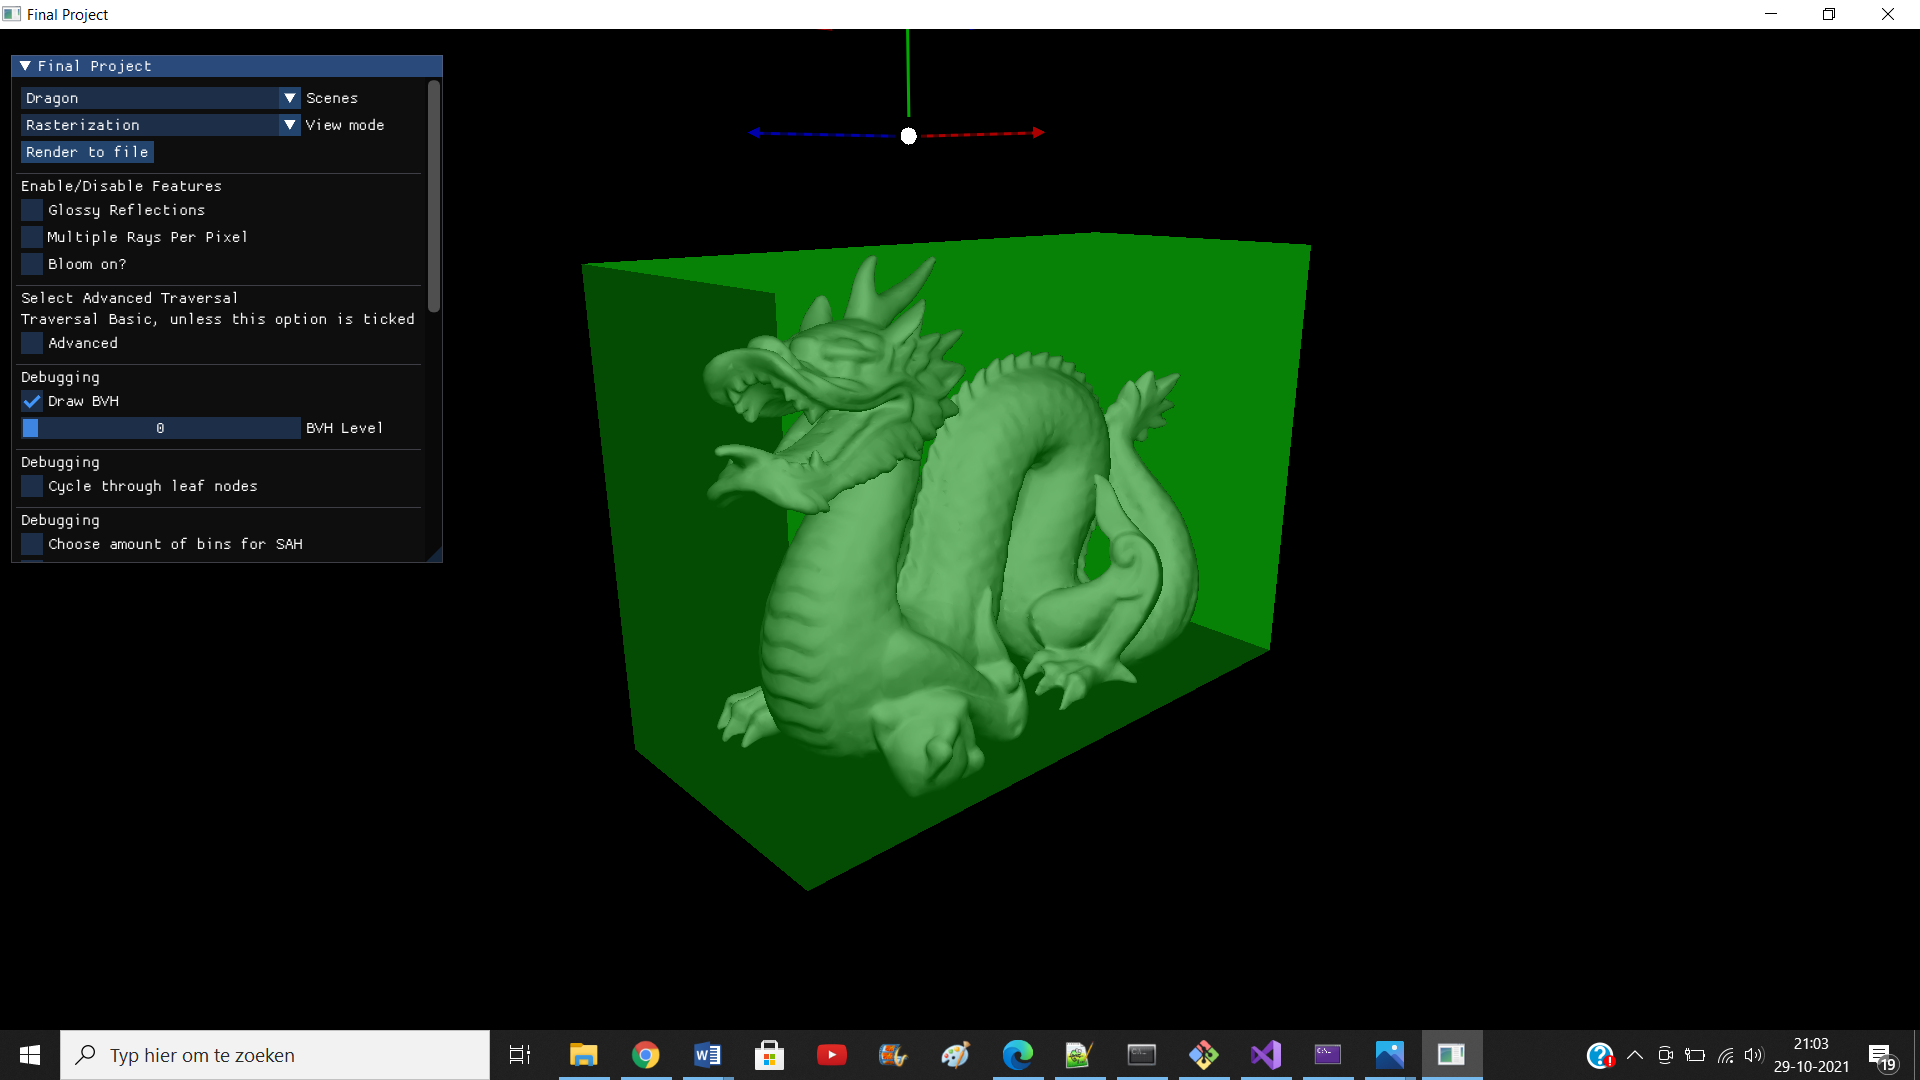 Final Project
Final Project
Dragon Scenes
Rasterization View mode
Render to file
Enable/Disable Features
Glossy Reflections
Multiple Rays Per Pixel
Bloom on?
Select Advanced Traversal
Traversal Basic, unless this option is ticked
Advanced
Debugging
Draw BVH
0 BVH Level
Debugging
Cycle through leaf nodes
Debugging
Choose amount of bins for SAH
Typ hier om te zoeken
21:03
29-10-2021
19